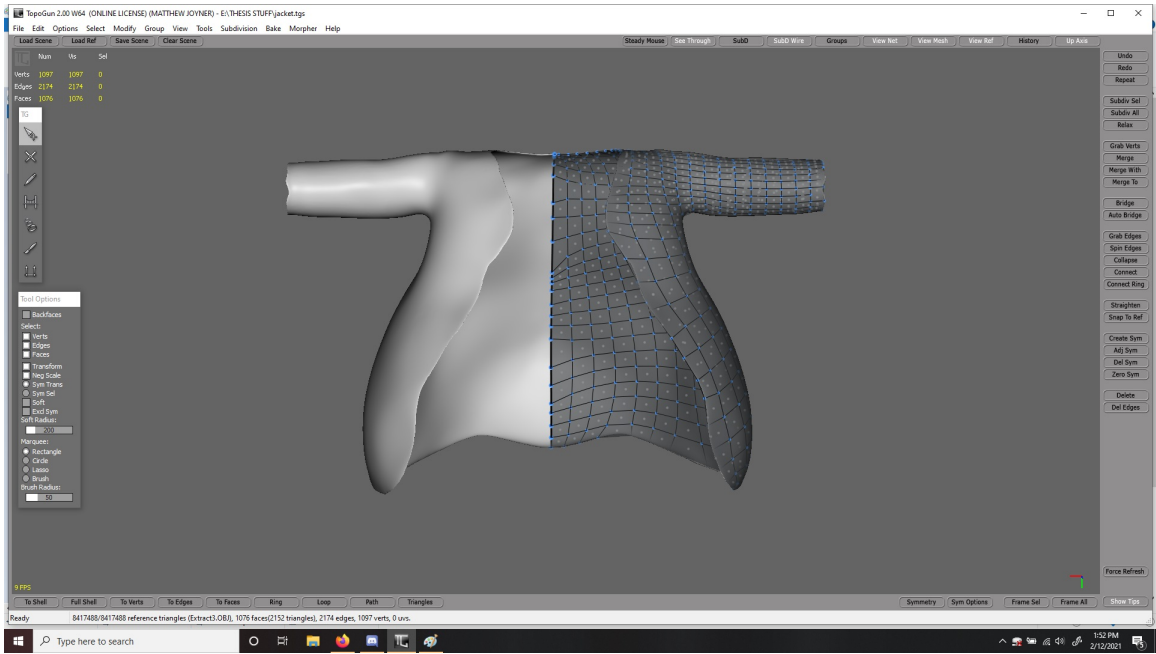 TopoGun 2.00 W64 (ONLINE LICENSE) (MATTHEW JOYNER) - E:\THESIS STUFF\jacket.tgs
File Edit Options Select Modify Group View Tools Subdivision Bake Morpher Help
Load Scene Load Ref Save Scene Clear Scene Steady Mouse See Through SubD SubD Wire Groups View Net View Mesh View Ref History Up Axis
Num Vis Sel
Verts 1097 1097 0
Edges 2174 2174 0
Faces 1076 1076 0
TG
Tool Options
Backfaces
Select:
Verts
Edges
Faces
Transform
Neg Scale
Sym Trans
Sym Sel
Soft
Excl Sym
Soft Radius:
200
Marquee:
Rectangle
Circle
Lasso
Brush
Brush Radius:
50
Undo
Redo
Repeat
Subdiv Sel
Subdiv All
Relax
Grab Verts
Merge
Merge With
Merge To
Bridge
Auto Bridge
Grab Edges
Spin Edges
Collapse
Connect
Connect Ring
Straighten
Snap To Ref
Create Sym
Adj Sym
Del Sym
Zero Sym
Delete
Del Edges
Force Refresh
9 FPS
To Shell Full Shell To Verts To Edges To Faces Ring Loop Path Triangles Symmetry Sym Options Frame Sel Frame All Show Tips
Ready 8417488/8417488 reference triangles (Extract3.OBJ), 1076 faces(2152 triangles), 2174 edges, 1097 verts, 0 uvs.
Type here to search
1:52 PM
2/12/2021